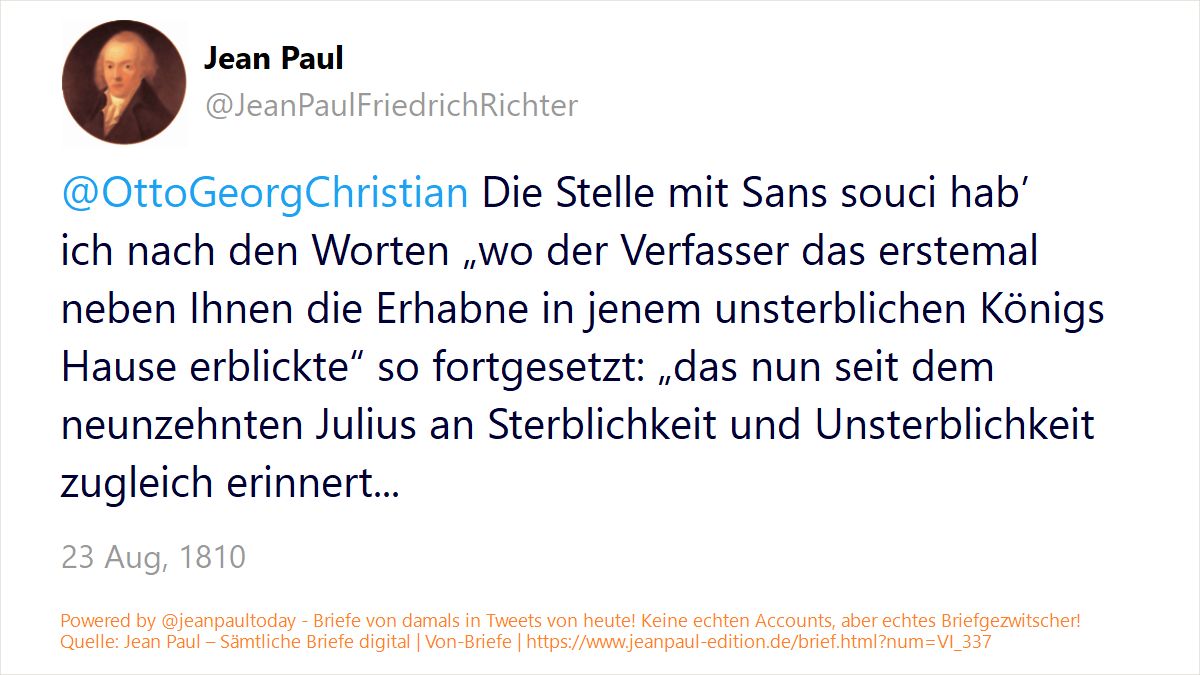 Jean Paul
@JeanPaulFriedrichRichter
@OttoGeorgChristian Die Stelle mit Sans souci hab’
ich nach den Worten „wo der Verfasser das erstemal
neben Ihnen die Erhabne in jenem unsterblichen Königs
Hause erblickte“ so fortgesetzt: „das nun seit dem
neunzehnten Julius an Sterblichkeit und Unsterblichkeit
zugleich erinnert...
23 Aug, 1810
Powered by @jeanpaultoday - Briefe von damals in Tweets von heute! Keine echten Accounts, aber echtes Briefgezwitscher!
Quelle: Jean Paul – Sämtliche Briefe digital | Von-Briefe | https://www.jeanpaul-edition.de/brief.html?num=VI_337